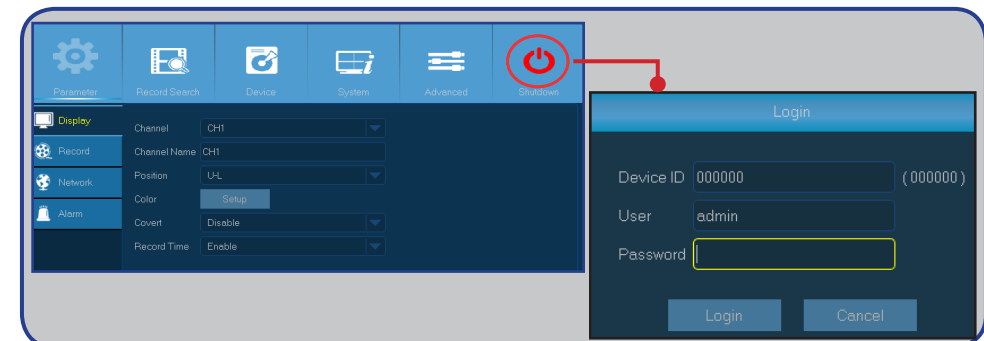 Parameter
Record Search
Device
System
Advanced
Shutdown
Display
Record
Network
Alarm
Channel CH1
Channel Name CH1
Position U-L
Color Setup
Covert Disable
Record Time Enable
Login
Device ID 000000 (000000)
User admin
Password
Login Cancel